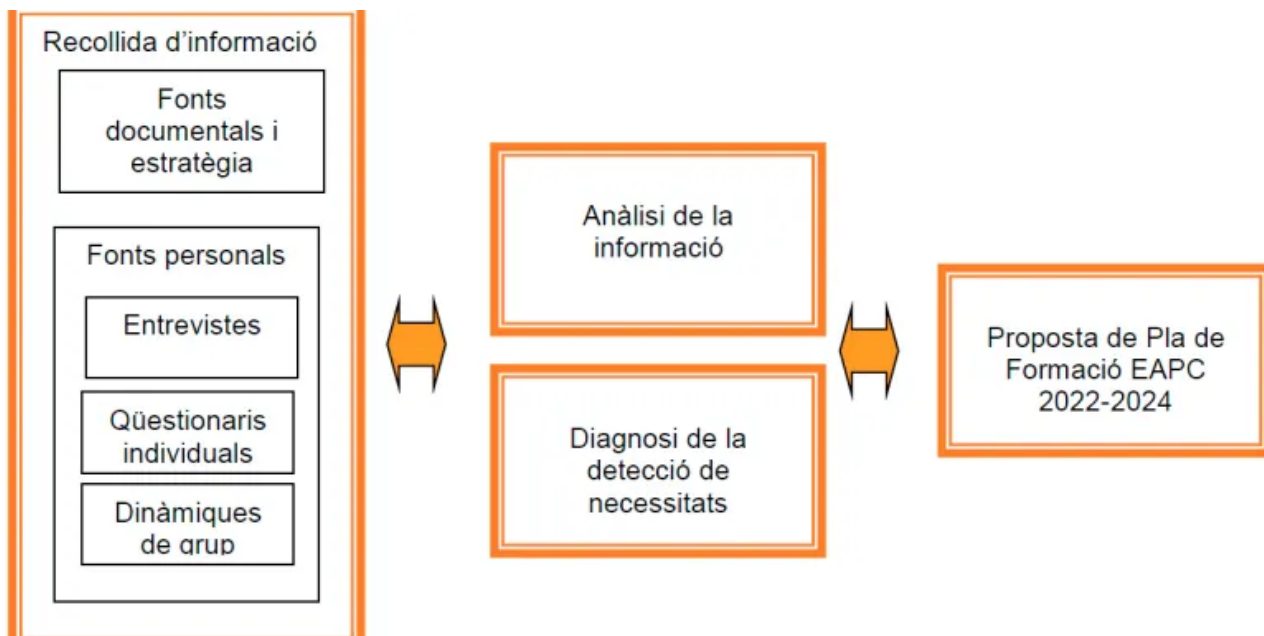 Recollida d’informació
Fonts
documentals i
estratègia
Fonts personals
Entrevistes
Qüestionaris
individuals
Dinàmiques
de grup
Anàlisi de la
informació
Diagnosi de la
detecció de
necessitats
Proposta de Pla de
Formació EAPC
2022-2024